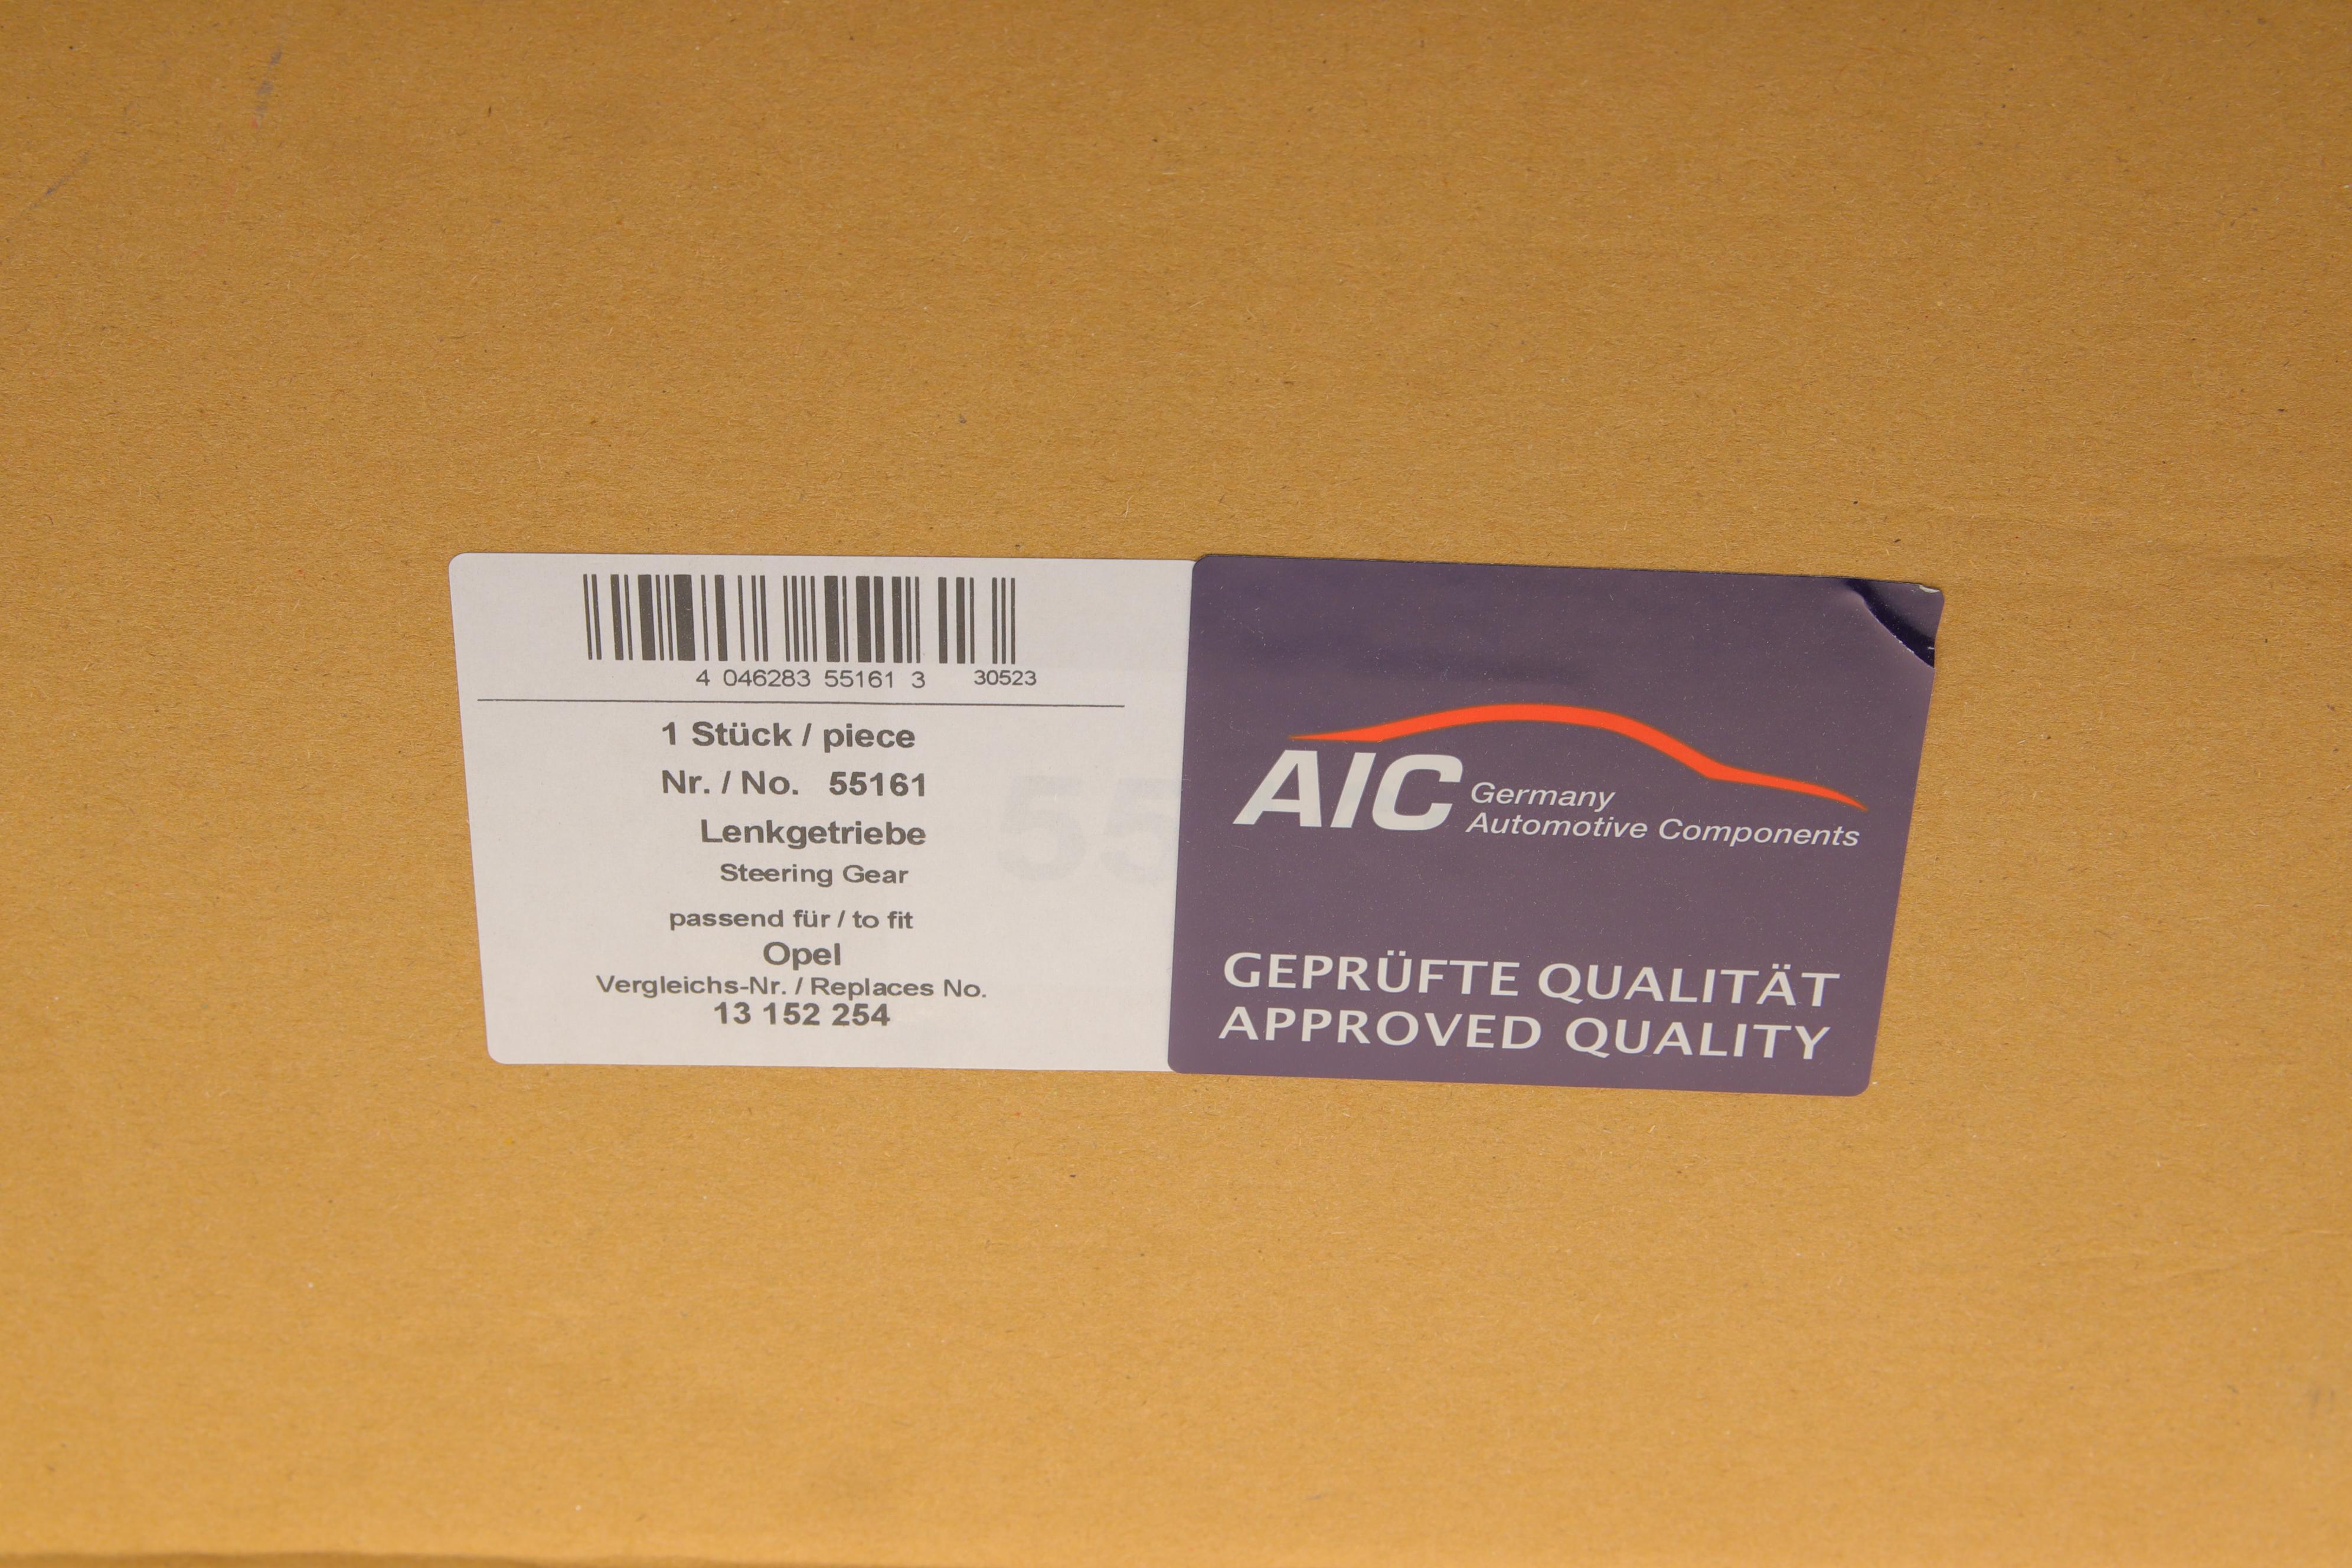 4 046283 55161 3 30523
1 Stück / piece
Nr. / No. 55161
Lenkgetriebe
Steering Gear
passend für / to fit
Opel
Vergleichs-Nr. / Replaces No.
13 152 254
55
AIC Germany
Automotive Components
GEPRÜFTE QUALITÄT
APPROVED QUALITY